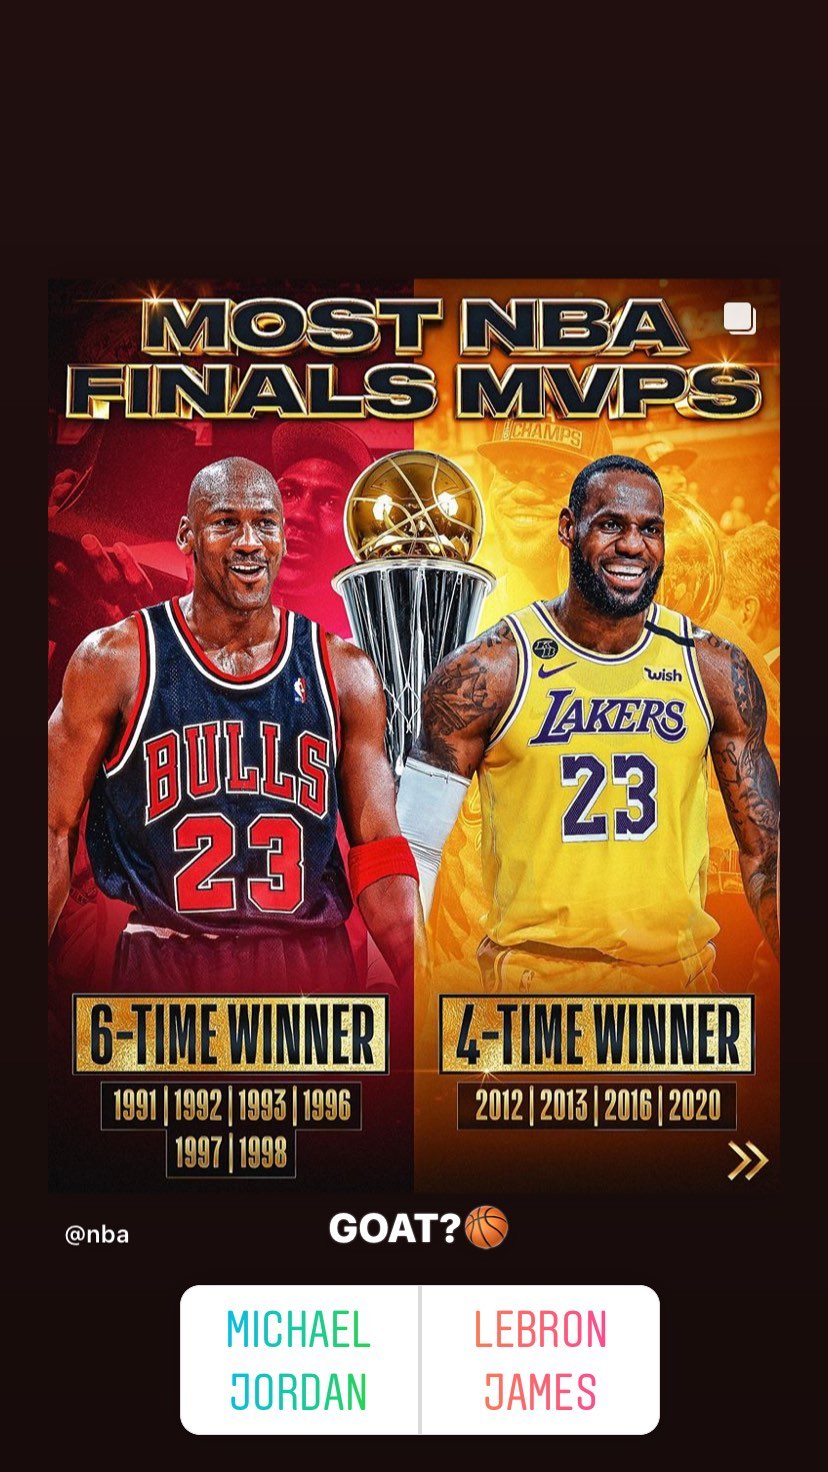 MOST NBA
FINALS MVPS
CHAMPS
wish
LAKERS
23
BULLS
23
6-TIME WINNER
1991 | 1992 | 1993 | 1996
1997 | 1998
4-TIME WINNER
2012 | 2013 | 2016 | 2020
@nba
GOAT?🏀
MICHAEL
JORDAN
LEBRON
JAMES